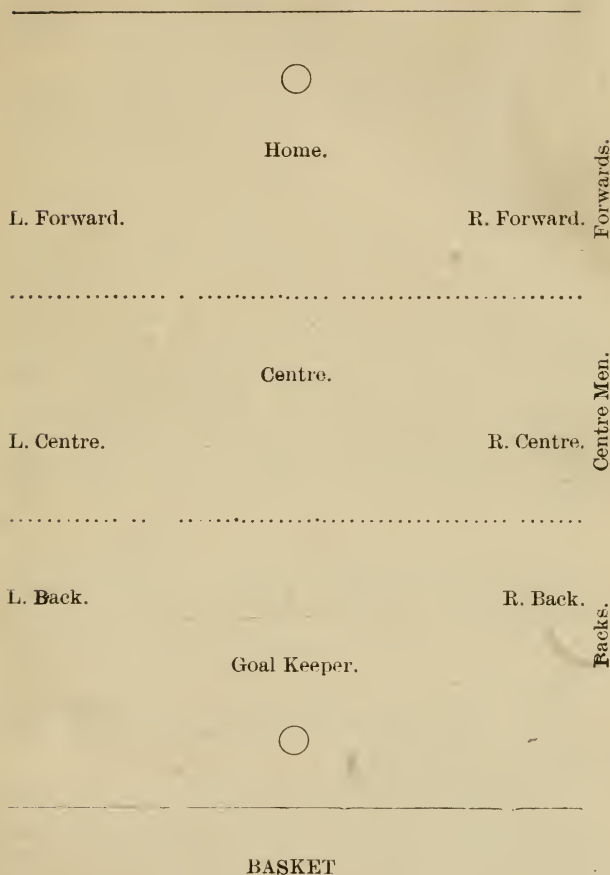 Home.
L. Forward. R. Forward.
Forwards.
Centre.
L. Centre. R. Centre.
Centre Men.
L. Back. R. Back.
Backs.
Goal Keeper.
BASKET